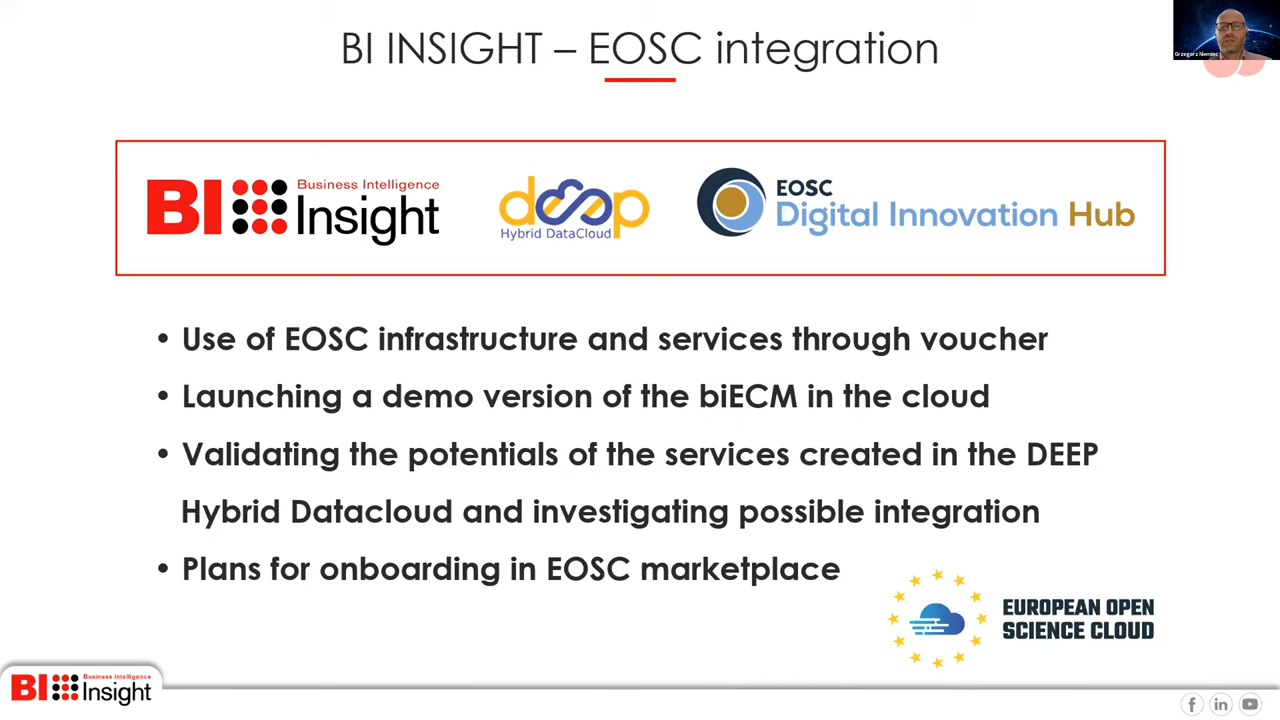 BI INSIGHT – EOSC integration
Grzegorz Niemiec
BI Business Intelligence
Insight
deep
Hybrid DataCloud
EOSC
Digital Innovation Hub
• Use of EOSC infrastructure and services through voucher
• Launching a demo version of the biECM in the cloud
• Validating the potentials of the services created in the DEEP
Hybrid Datacloud and investigating possible integration
• Plans for onboarding in EOSC marketplace
EUROPEAN OPEN
SCIENCE CLOUD
BI Business Intelligence
Insight